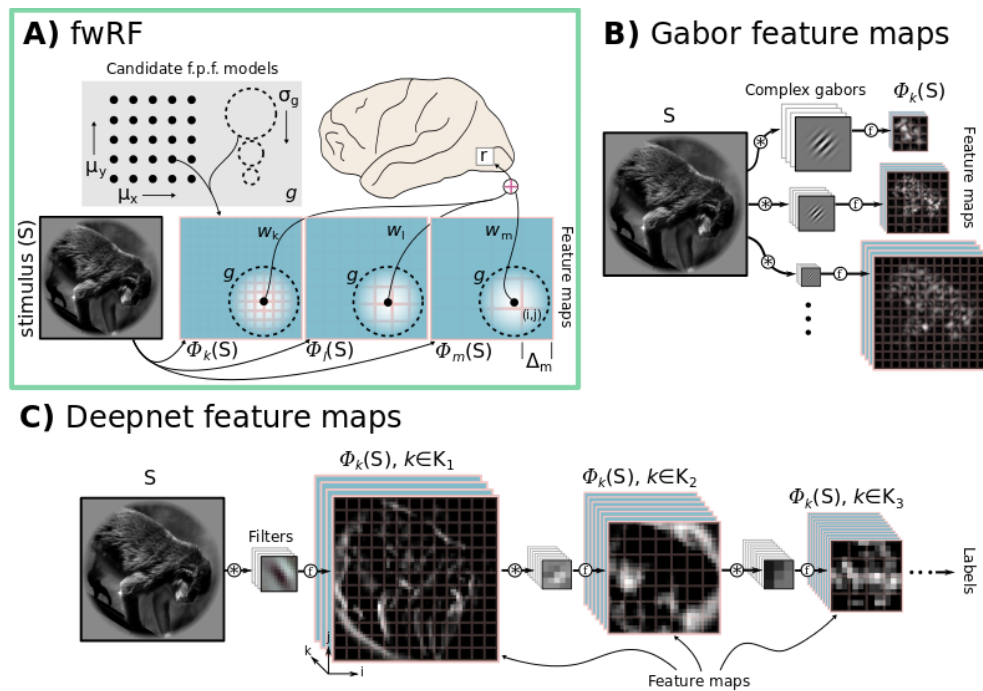 A) fwRF
Candidate f.p.f. models
σg
μy
μx
g
r
stimulus (S)
wk
wl
wm
g
g
g
(i,j)
Feature maps
Φk(S)
Φl(S)
Φm(S)
Δm
B) Gabor feature maps
S
Complex gabors
Φk(S)
Feature maps
f
f
f
C) Deepnet feature maps
S
Filters
Φk(S), k∈K1
Φk(S), k∈K2
Φk(S), k∈K3
f
f
f
Labels
j
k
i
Feature maps